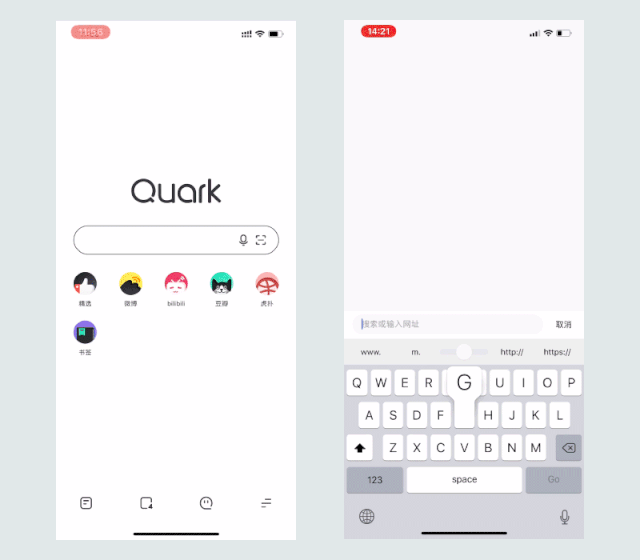 11:56
Quark
精选
微博
bilibili
豆瓣
虎扑
书签
4
14:21
搜索或输入网址
取消
www.
m.
http://
https://
Q W E R G U I O P
A S D F H J K L
Z X C V B N M
123
space
Go